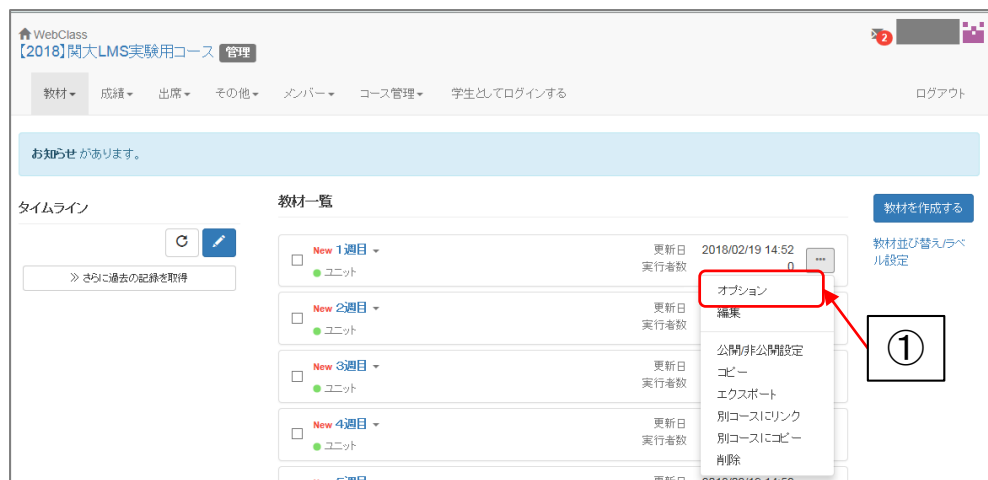 WebClass
【2018】関大LMS実験用コース 管理
2
教材 成績 出席 その他 メンバー コース管理 学生としてログインする ログアウト
お知らせ があります。
タイムライン
≫ さらに過去の記録を取得
教材一覧
New 1週目
ユニット
更新日 2018/02/19 14:52
実行者数 0
New 2週目
ユニット
更新日
実行者数
New 3週目
ユニット
更新日
実行者数
New 4週目
ユニット
更新日
実行者数
オプション
編集
公開/非公開設定
コピー
エクスポート
別コースにリンク
別コースにコピー
削除
教材を作成する
教材並び替え/ラベ
ル設定
①